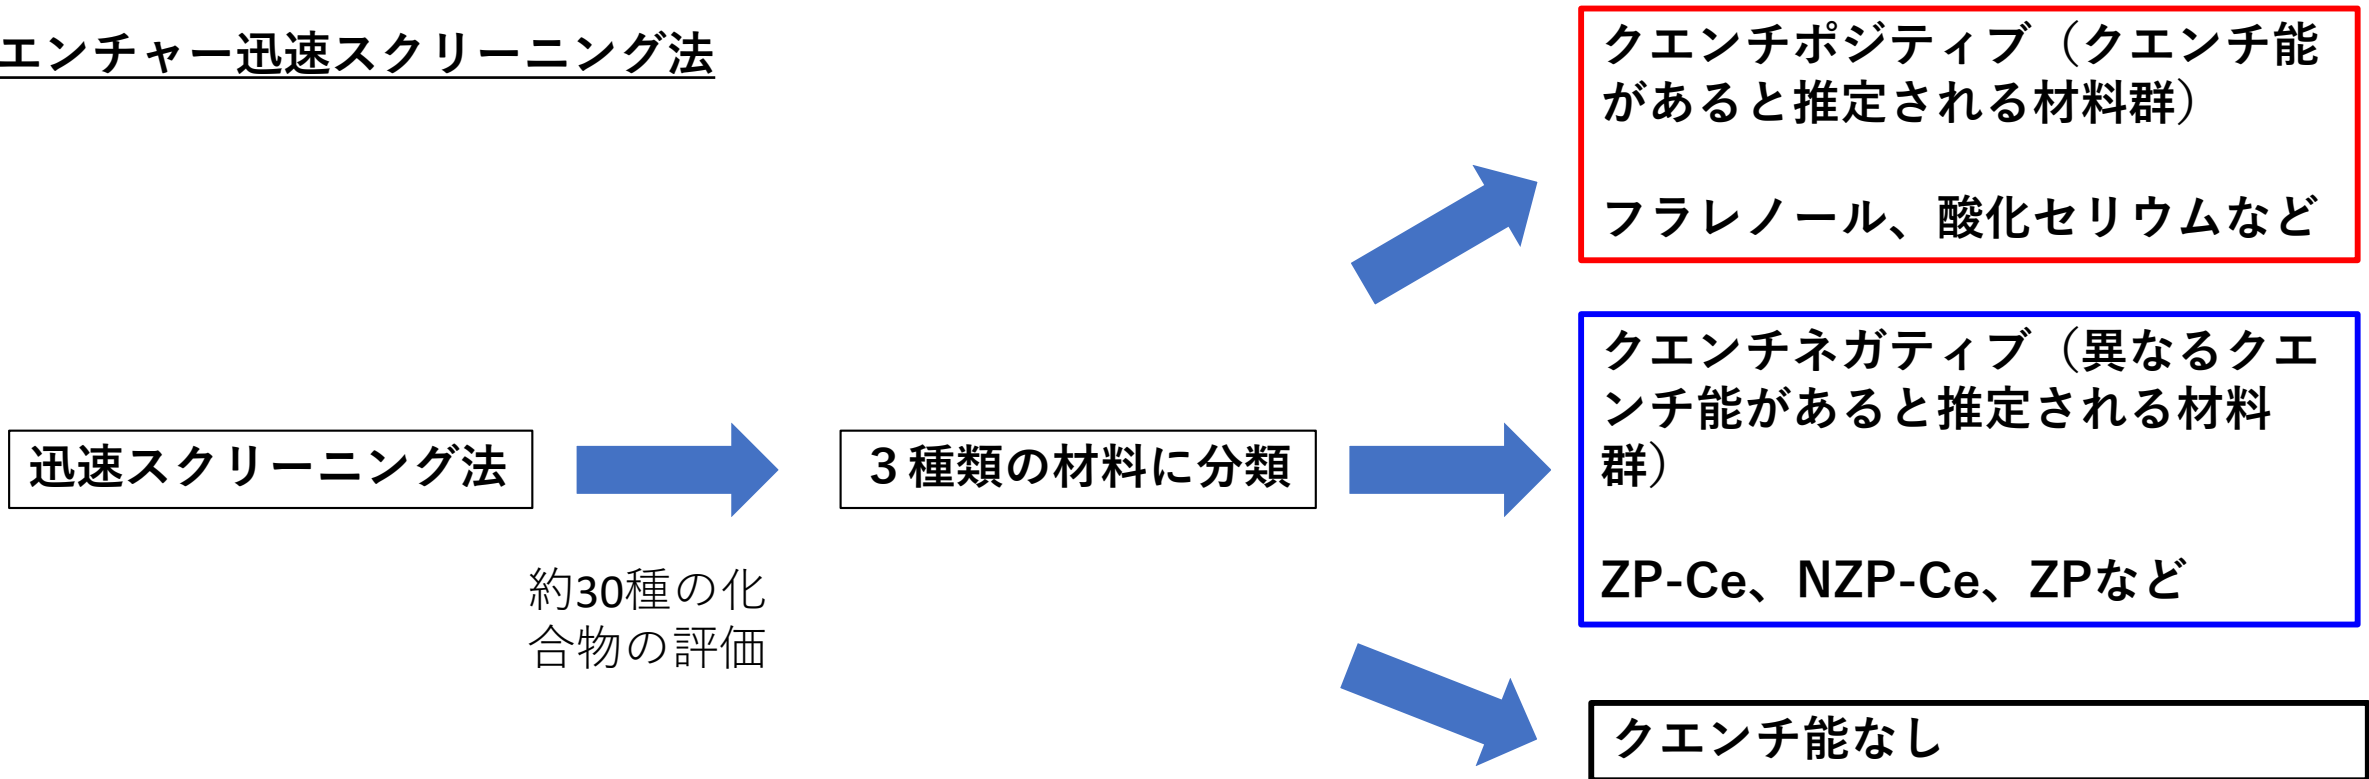 エンチャー迅速スクリーニング法
クエンチポジティブ（クエンチ能
があると推定される材料群）
フラレノール、酸化セリウムなど
クエンチネガティブ（異なるクエ
ンチ能があると推定される材料
群）
ZP-Ce、NZP-Ce、ZPなど
迅速スクリーニング法
３種類の材料に分類
約30種の化
合物の評価
クエンチ能なし